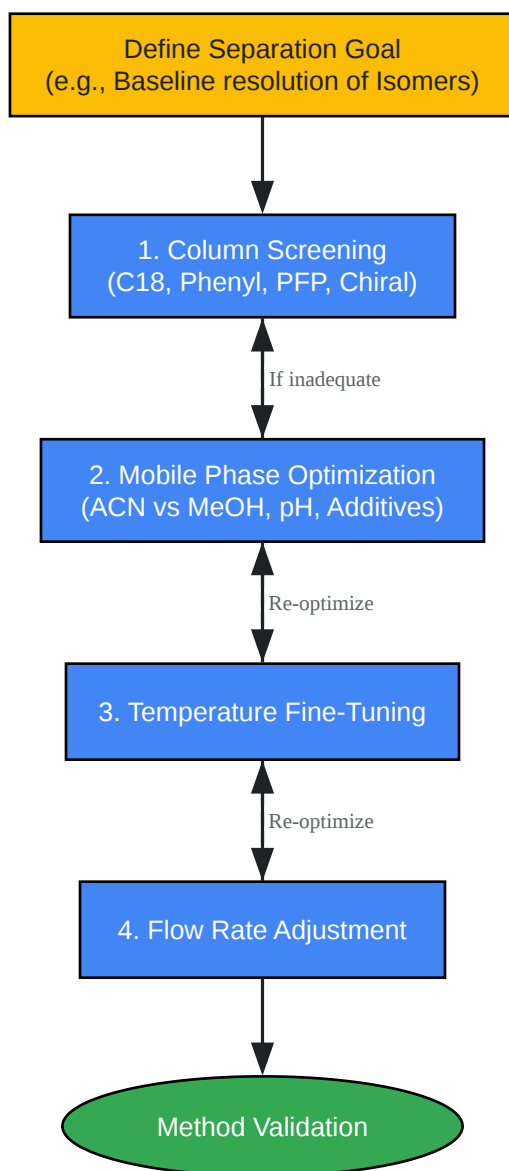 Define Separation Goal
(e.g., Baseline resolution of Isomers)
1. Column Screening
(C18, Phenyl, PFP, Chiral)
If inadequate
2. Mobile Phase Optimization
(ACN vs MeOH, pH, Additives)
Re-optimize
3. Temperature Fine-Tuning
Re-optimize
4. Flow Rate Adjustment
Method Validation